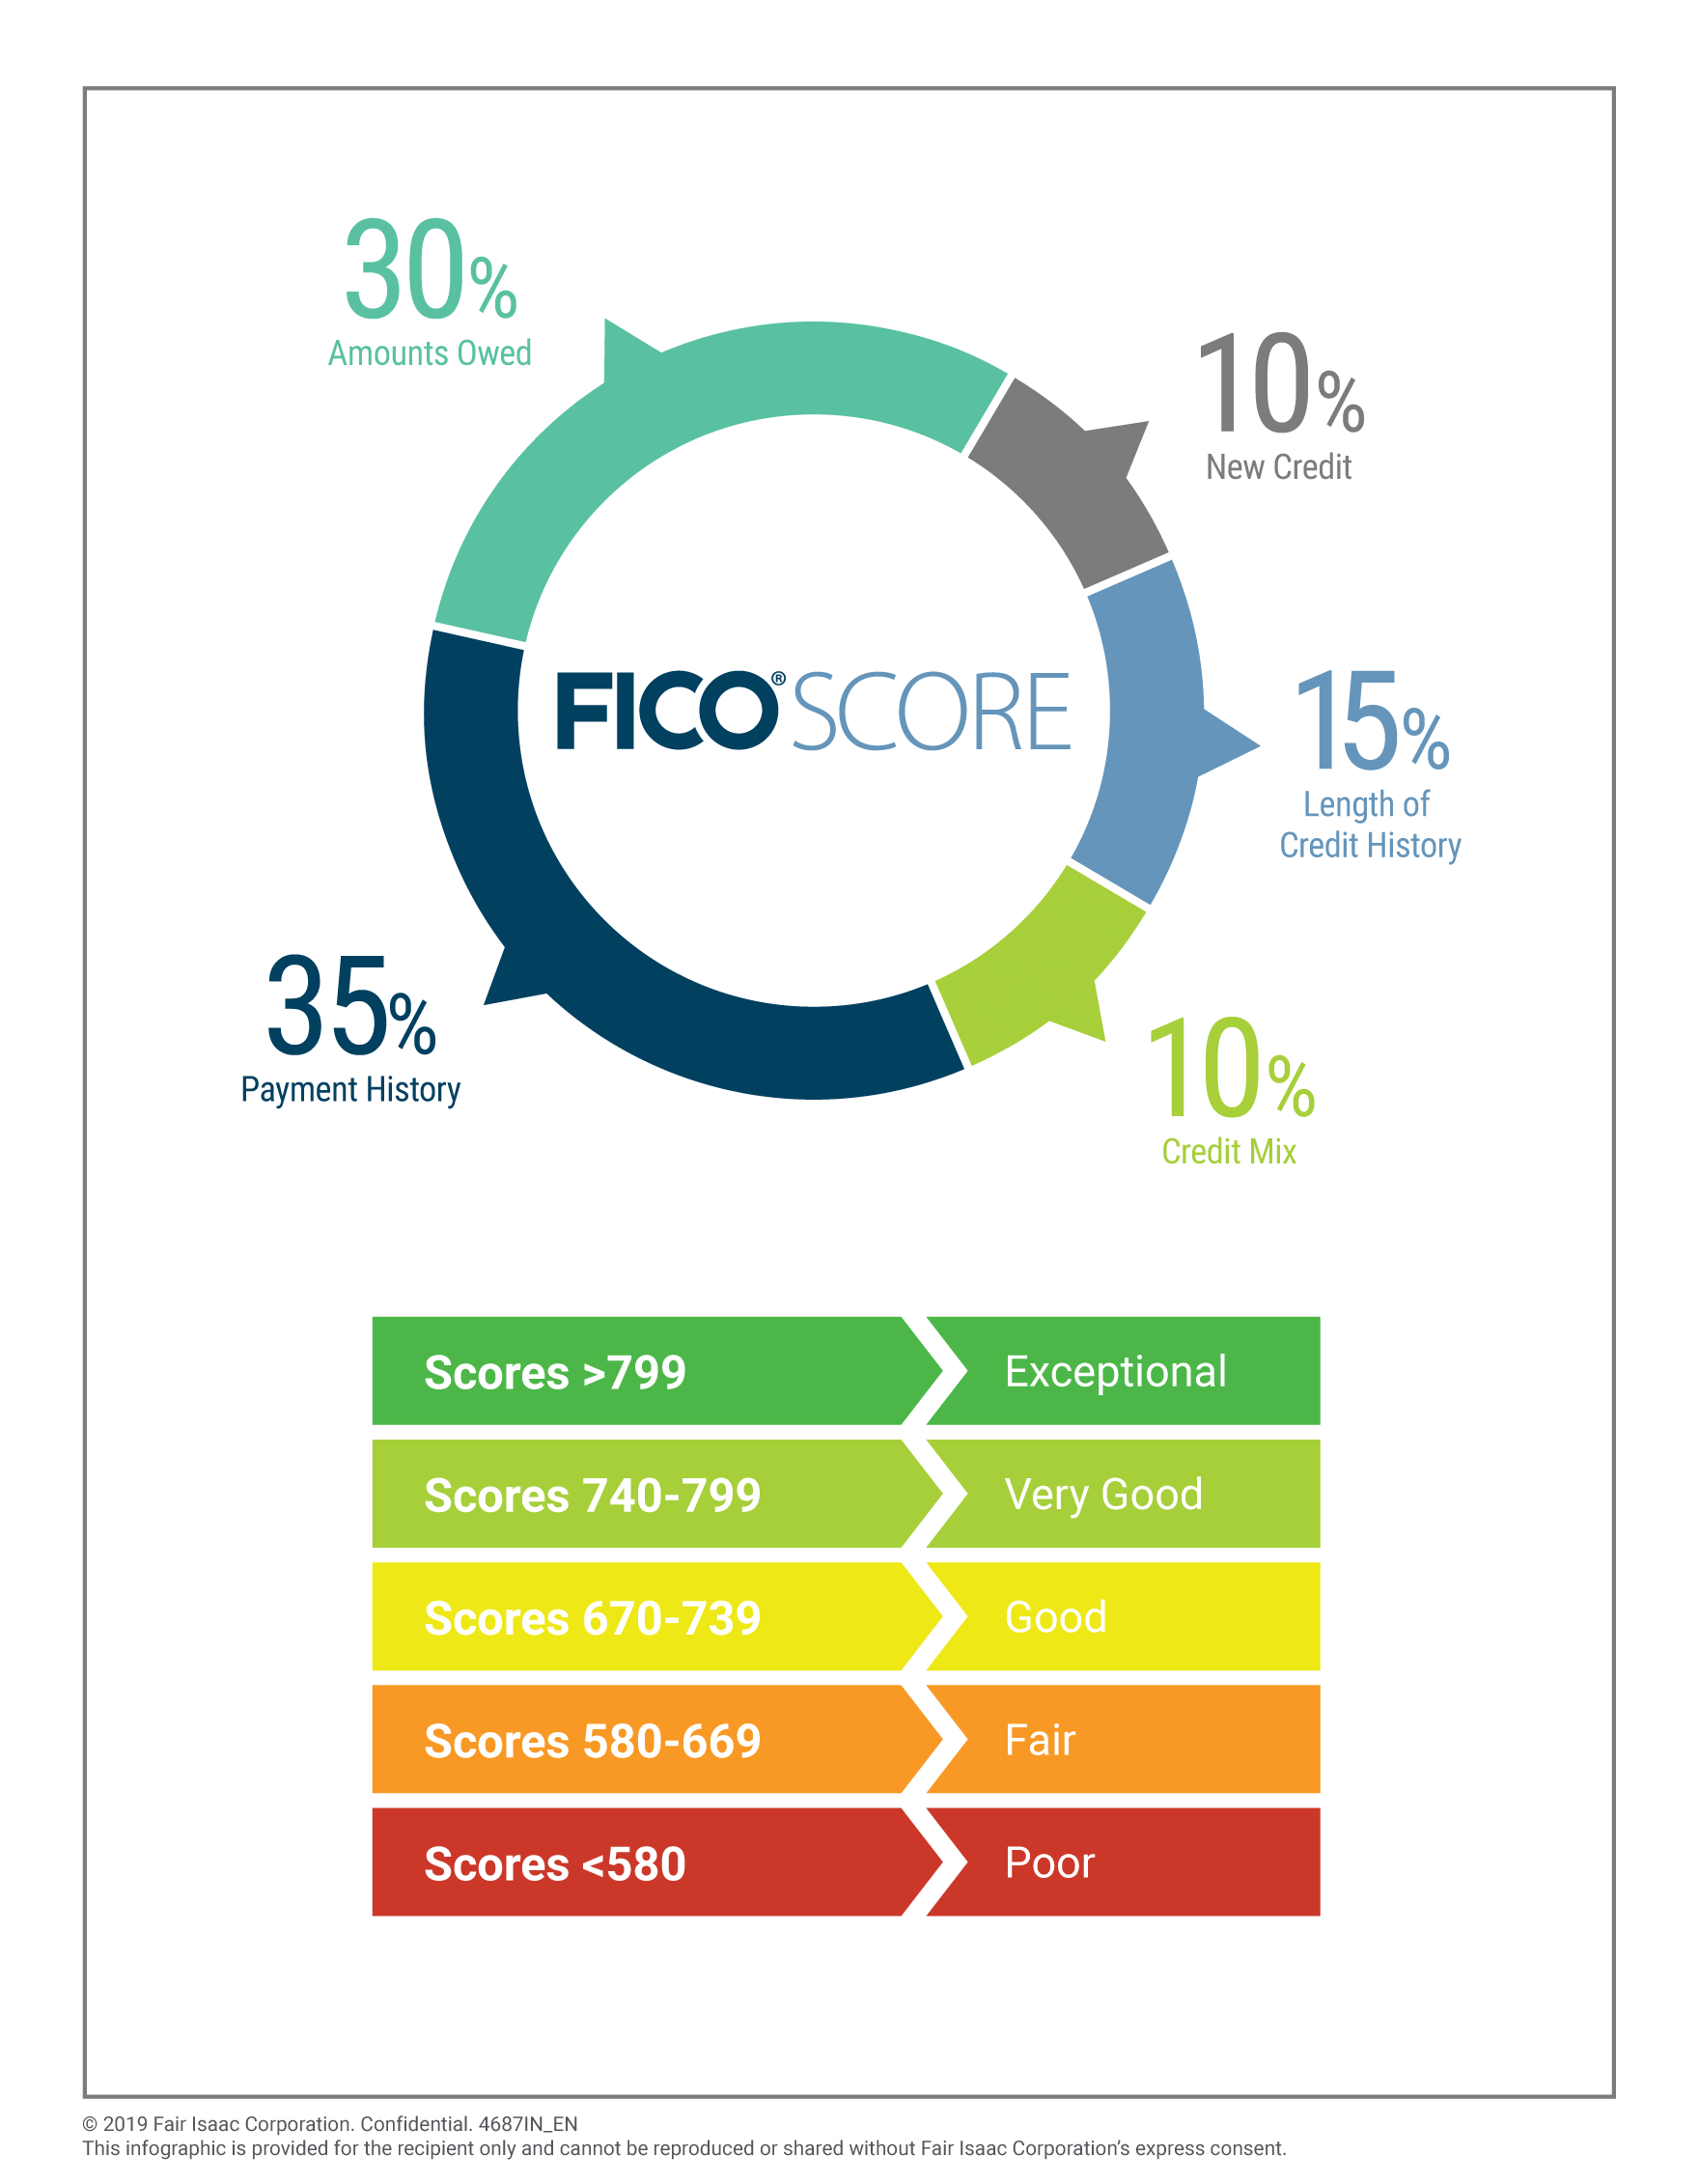 30%
Amounts Owed
10%
New Credit
FICO® SCORE
15%
Length of
Credit History
35%
Payment History
10%
Credit Mix
Scores >799 Exceptional
Scores 740-799 Very Good
Scores 670-739 Good
Scores 580-669 Fair
Scores <580 Poor
© 2019 Fair Isaac Corporation. Confidential. 4687IN_EN
This infographic is provided for the recipient only and cannot be reproduced or shared without Fair Isaac Corporation’s express consent.